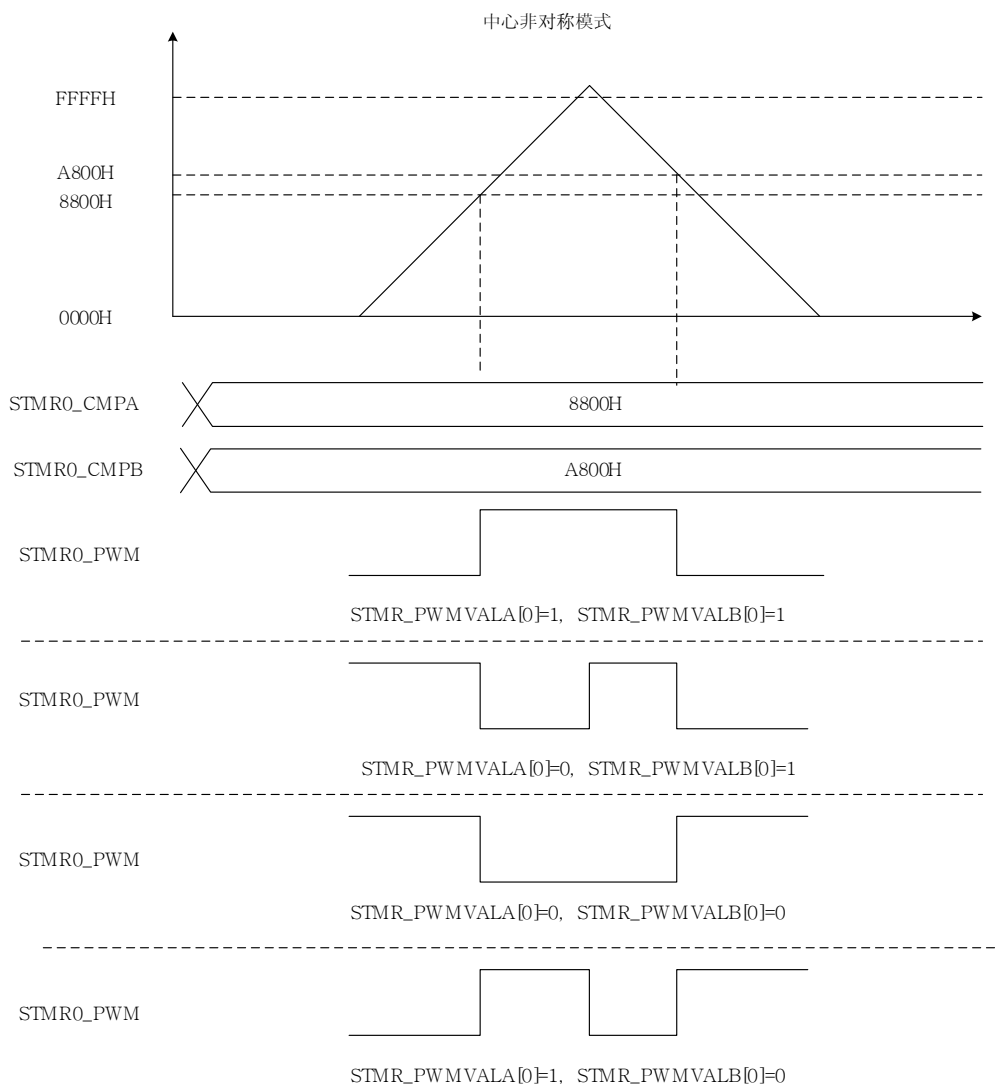 中心非对称模式
FFFFH
A800H
8800H
0000H
STMR0_CMPA 8800H
STMR0_CMPB A800H
STMR0_PWM
STMR_PWMVALA[0]=1, STMR_PWMVALB[0]=1
STMR0_PWM
STMR_PWMVALA[0]=0, STMR_PWMVALB[0]=1
STMR0_PWM
STMR_PWMVALA[0]=0, STMR_PWMVALB[0]=0
STMR0_PWM
STMR_PWMVALA[0]=1, STMR_PWMVALB[0]=0